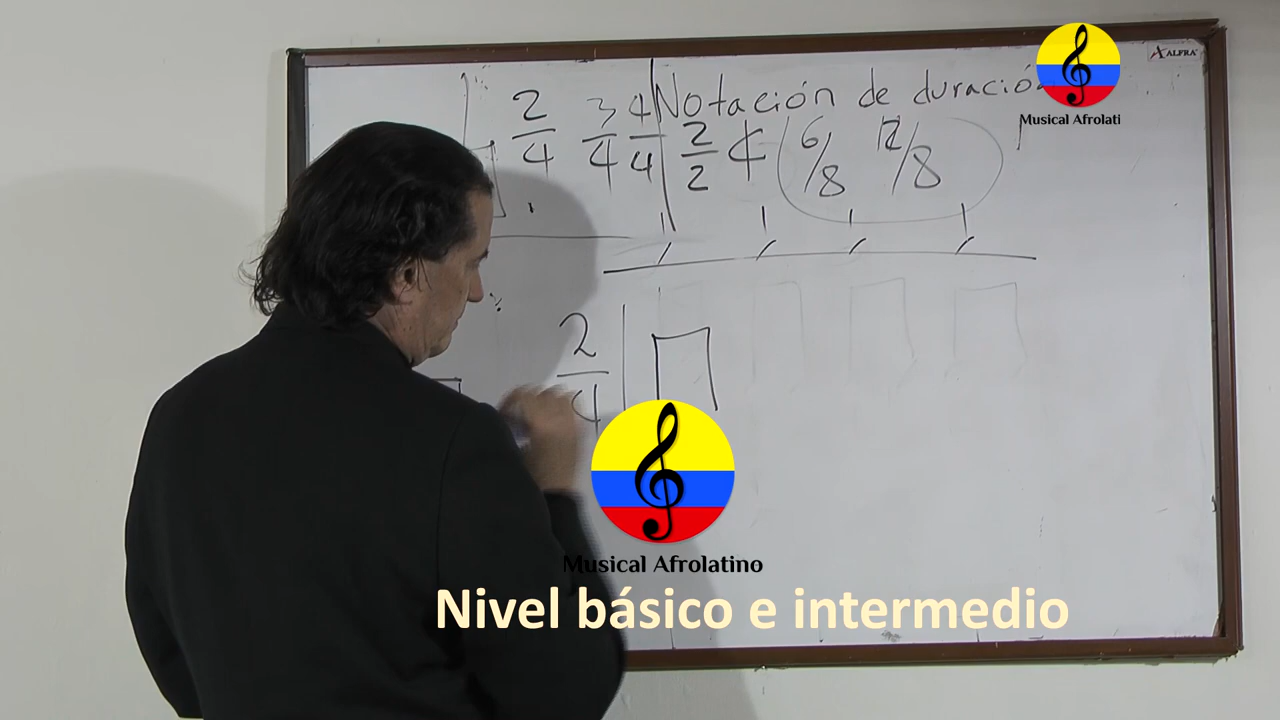 Notación de duración
2/4 3/4 4/4 2/2 ¢ 6/8 12/8
ALFRA
Musical Afrolati
2/4
Musical Afrolatino
Nivel básico e intermedio